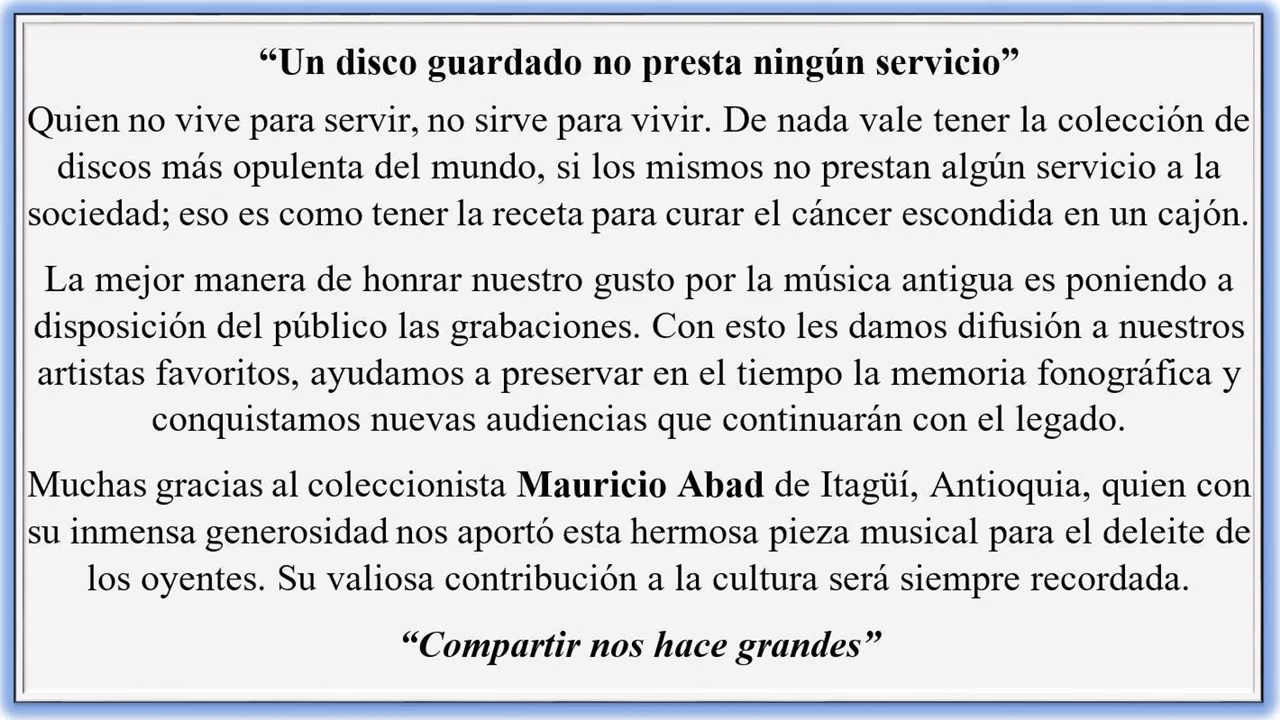 “Un disco guardado no presta ningún servicio”
Quien no vive para servir, no sirve para vivir. De nada vale tener la colección de
discos más opulenta del mundo, si los mismos no prestan algún servicio a la
sociedad; eso es como tener la receta para curar el cáncer escondida en un cajón.
La mejor manera de honrar nuestro gusto por la música antigua es poniendo a
disposición del público las grabaciones. Con esto les damos difusión a nuestros
artistas favoritos, ayudamos a preservar en el tiempo la memoria fonográfica y
conquistamos nuevas audiencias que continuarán con el legado.
Muchas gracias al coleccionista Mauricio Abad de Itagüí, Antioquia, quien con
su inmensa generosidad nos aportó esta hermosa pieza musical para el deleite de
los oyentes. Su valiosa contribución a la cultura será siempre recordada.
“Compartir nos hace grandes”